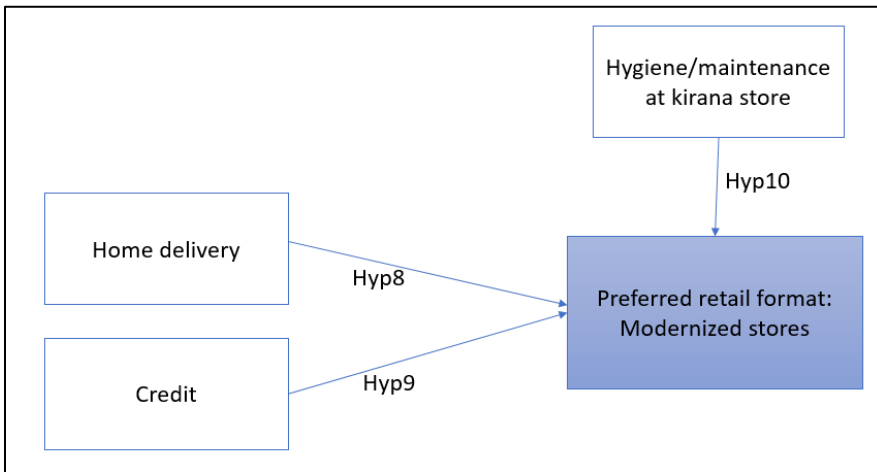 Hygiene/maintenance
at kirana store
Hyp10
Home delivery
Hyp8
Preferred retail format:
Modernized stores
Credit
Hyp9